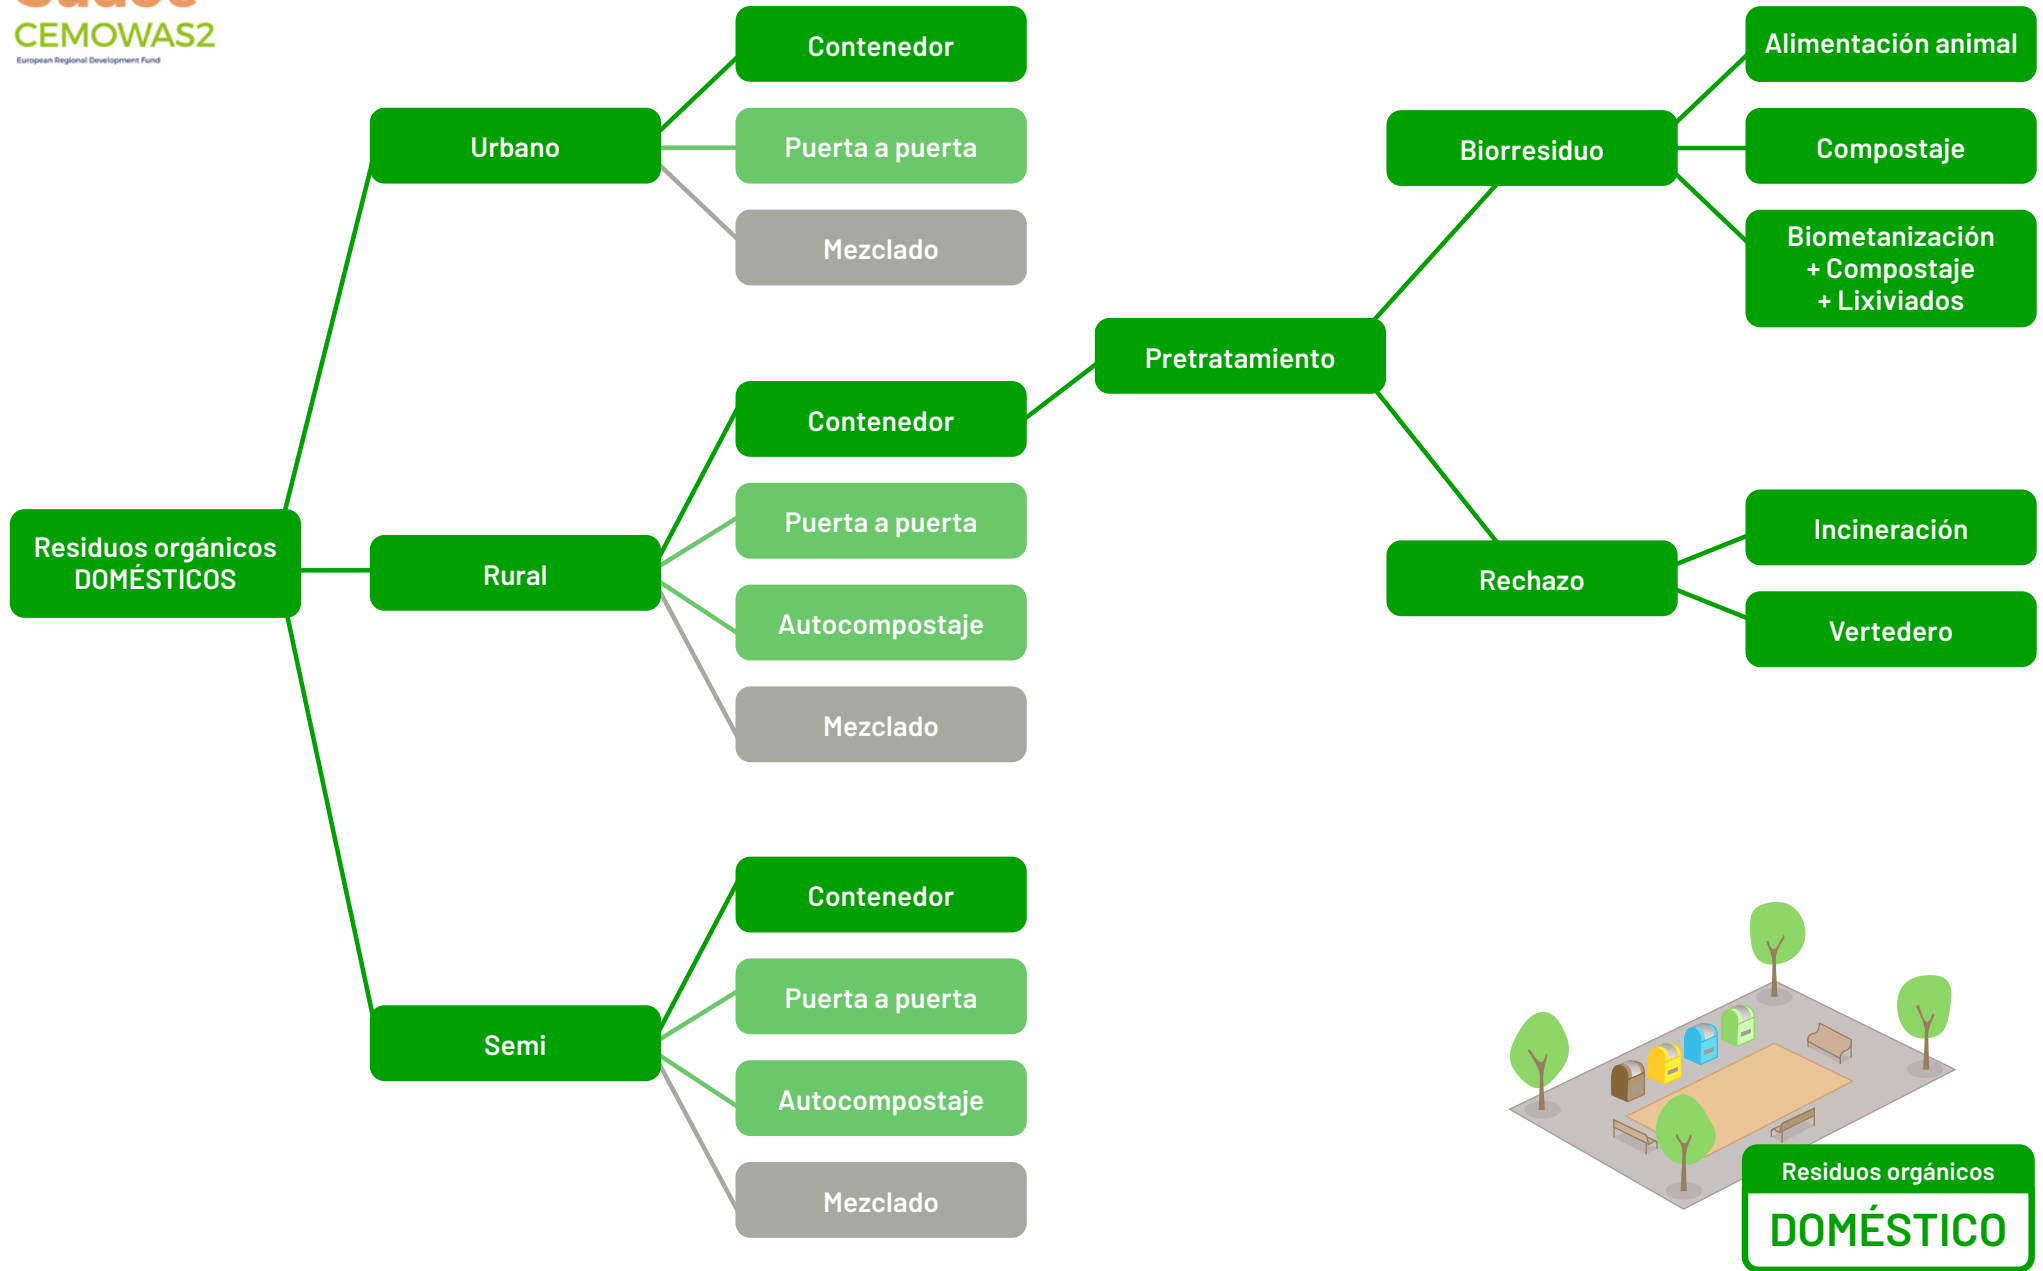 CEMOWAS2
European Regional Development Fund
Contenedor
Urbano
Puerta a puerta
Mezclado
Residuos orgánicos
DOMÉSTICOS
Rural
Contenedor
Puerta a puerta
Autocompostaje
Mezclado
Semi
Contenedor
Puerta a puerta
Autocompostaje
Mezclado
Pretratamiento
Biorresiduo
Alimentación animal
Compostaje
Biometanización
+ Compostaje
+ Lixiviados
Rechazo
Incineración
Vertedero
Residuos orgánicos
DOMÉSTICO